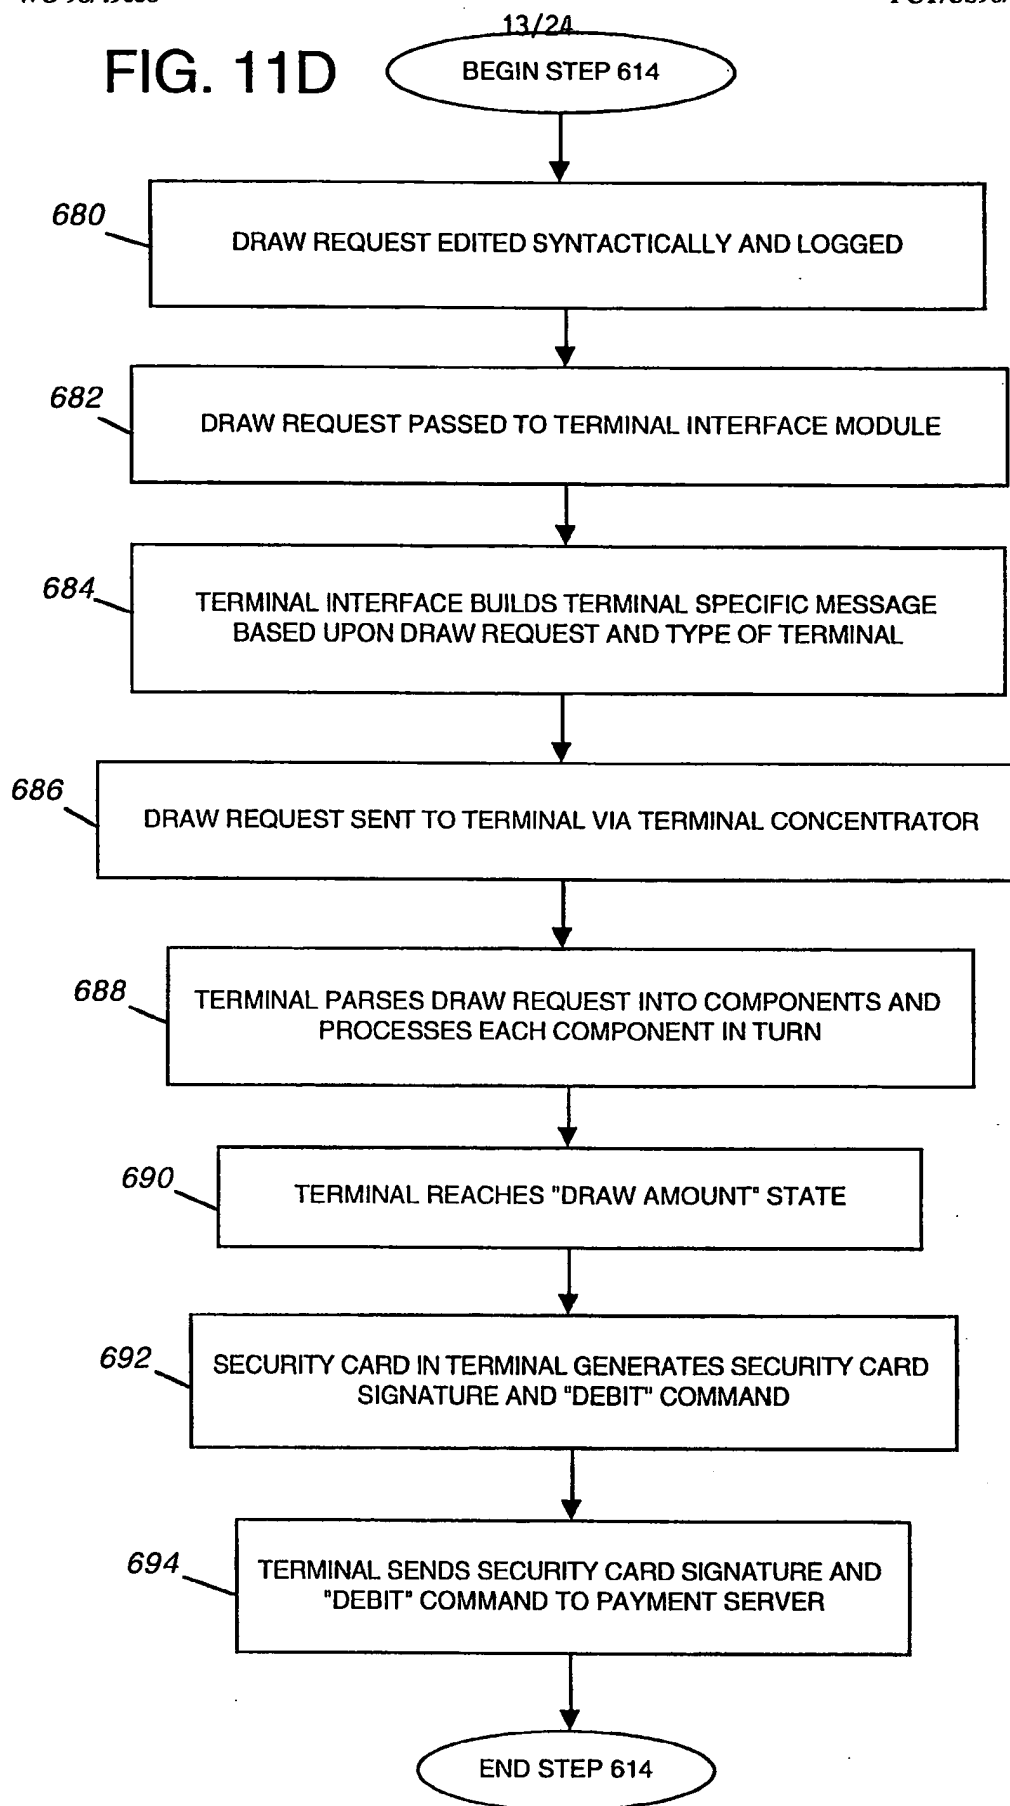 13/24
FIG. 11D
BEGIN STEP 614
680
DRAW REQUEST EDITED SYNTACTICALLY AND LOGGED
682
DRAW REQUEST PASSED TO TERMINAL INTERFACE MODULE
684
TERMINAL INTERFACE BUILDS TERMINAL SPECIFIC MESSAGE
BASED UPON DRAW REQUEST AND TYPE OF TERMINAL
686
DRAW REQUEST SENT TO TERMINAL VIA TERMINAL CONCENTRATOR
688
TERMINAL PARSES DRAW REQUEST INTO COMPONENTS AND
PROCESSES EACH COMPONENT IN TURN
690
TERMINAL REACHES "DRAW AMOUNT" STATE
692
SECURITY CARD IN TERMINAL GENERATES SECURITY CARD
SIGNATURE AND "DEBIT" COMMAND
694
TERMINAL SENDS SECURITY CARD SIGNATURE AND
"DEBIT" COMMAND TO PAYMENT SERVER
END STEP 614